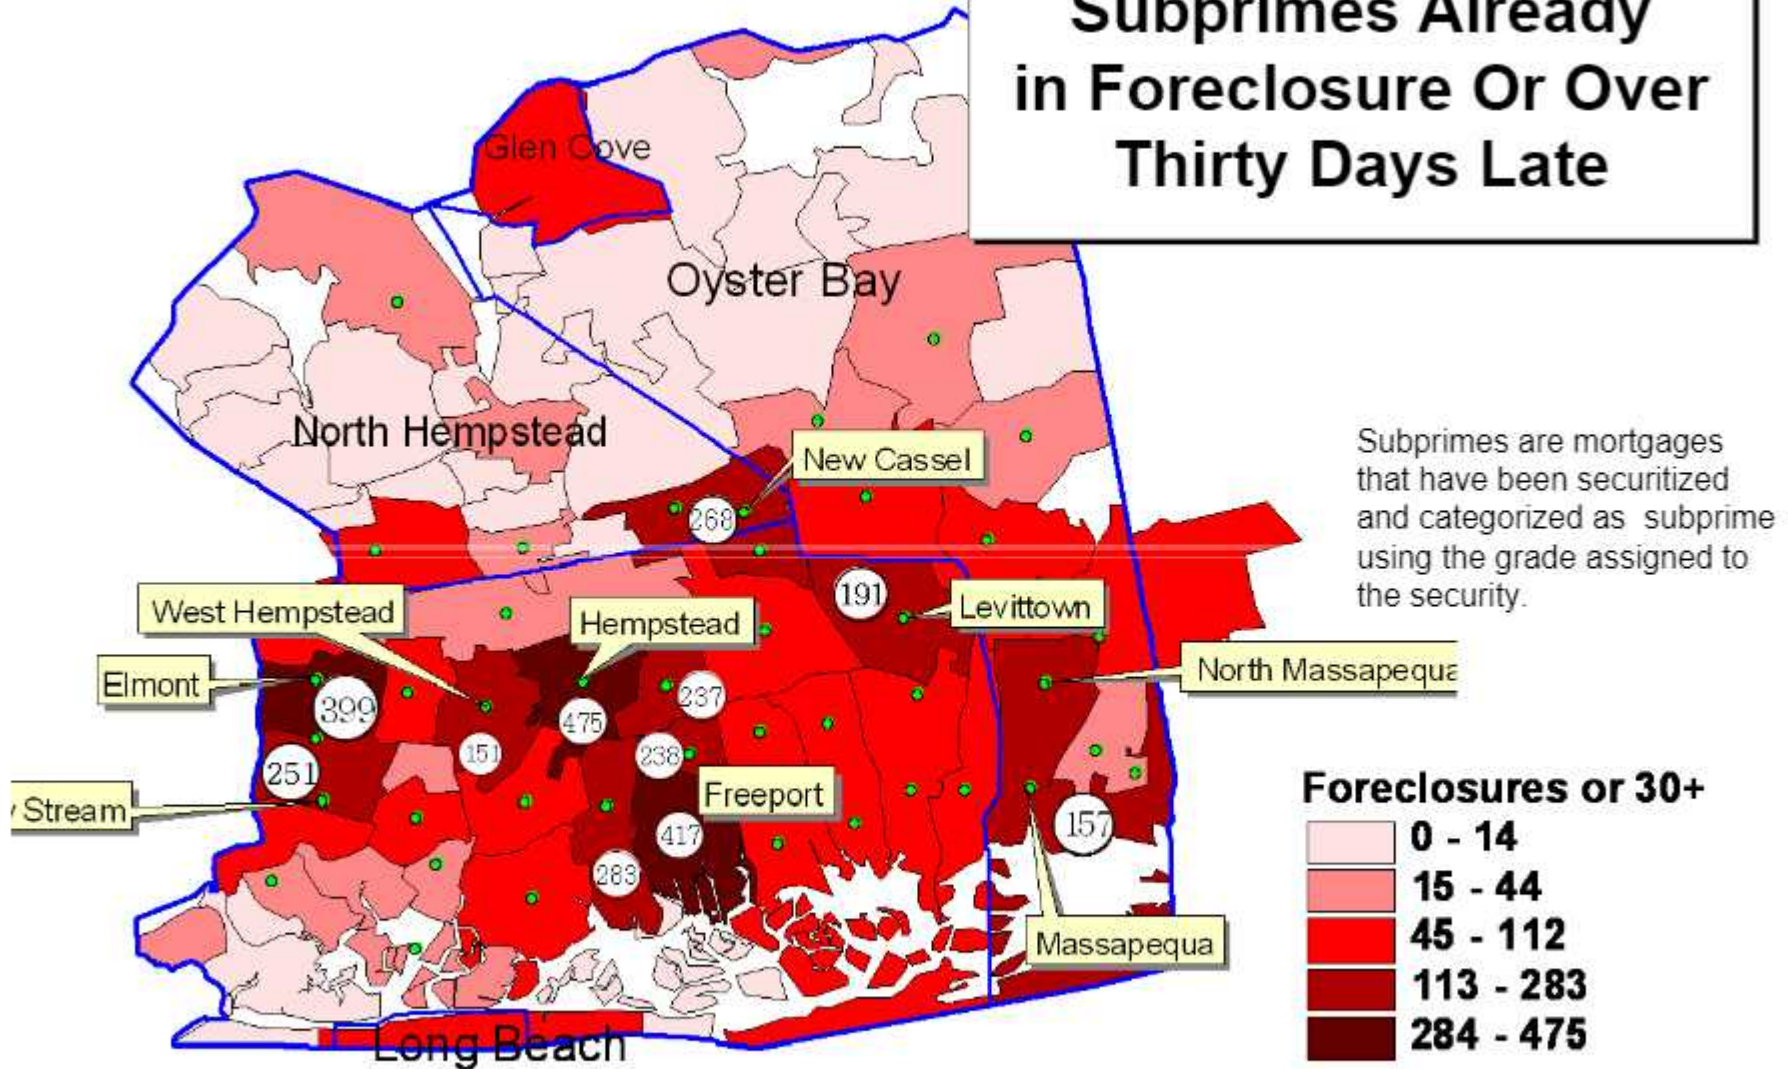 Subprimes Already
in Foreclosure Or Over
Thirty Days Late
Glen Cove
Oyster Bay
North Hempstead
New Cassel
268
Subprimes are mortgages
that have been securitized
and categorized as subprime
using the grade assigned to
the security.
West Hempstead
Hempstead
191
Levittown
Elmont
399
237
North Massapequa
475
151
238
251
y Stream
Freeport
417
157
283
Massapequa
Long Beach
Foreclosures or 30+
0 - 14
15 - 44
45 - 112
113 - 283
284 - 475